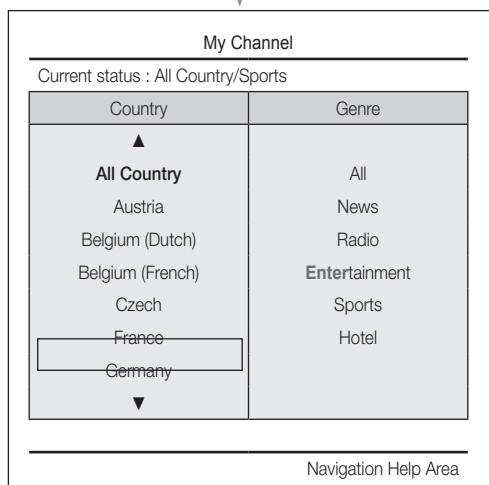 My Channel
Current status : All Country/Sports
Country Genre
▲
All Country All
Austria News
Belgium (Dutch) Radio
Belgium (French) Entertainment
Czech Sports
France Hotel
Germany
▼
Navigation Help Area